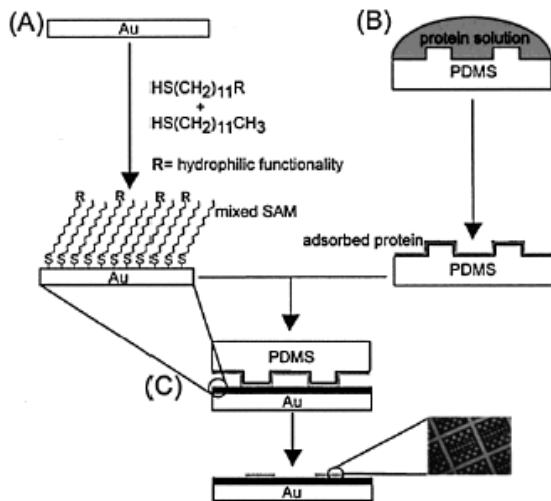 (A)
Au
HS(CH2)11R
+
HS(CH2)11CH3
R= hydrophilic functionality
R R R R
mixed SAM
S S S S S S S S S S S
Au
(B)
protein solution
PDMS
adsorbed protein
PDMS
(C)
PDMS
Au
Au